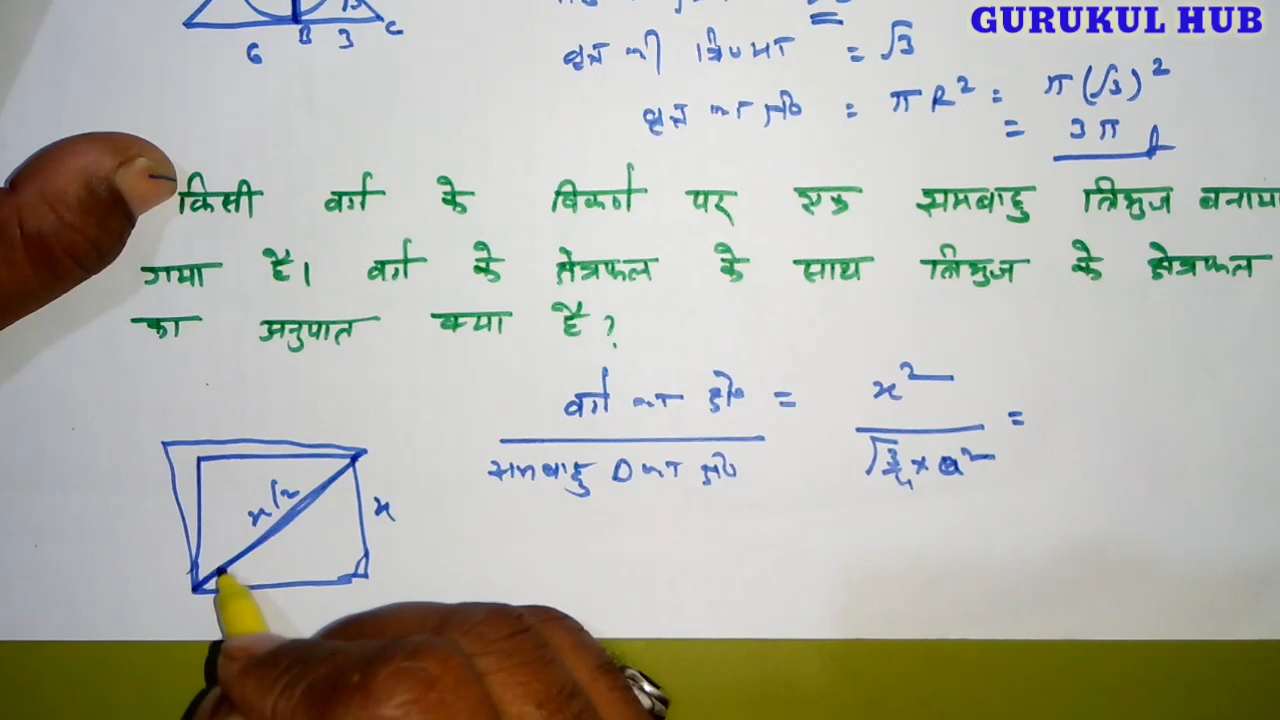 GURUKUL HUB
6 B 3 C
वृत्त की त्रिज्या = √3
वृत्त का क्षे० = πR² = π(√3)²
= 3π
किसी वर्ग के विकर्ण पर एक समबाहु त्रिभुज बनाया
गया है। वर्ग के क्षेत्रफल के साथ त्रिभुज के क्षेत्रफल
का अनुपात क्या है?
वर्ग का क्षे० = x² =
समबाहु Δ का क्षे० √3/4 × a²
x√2
x